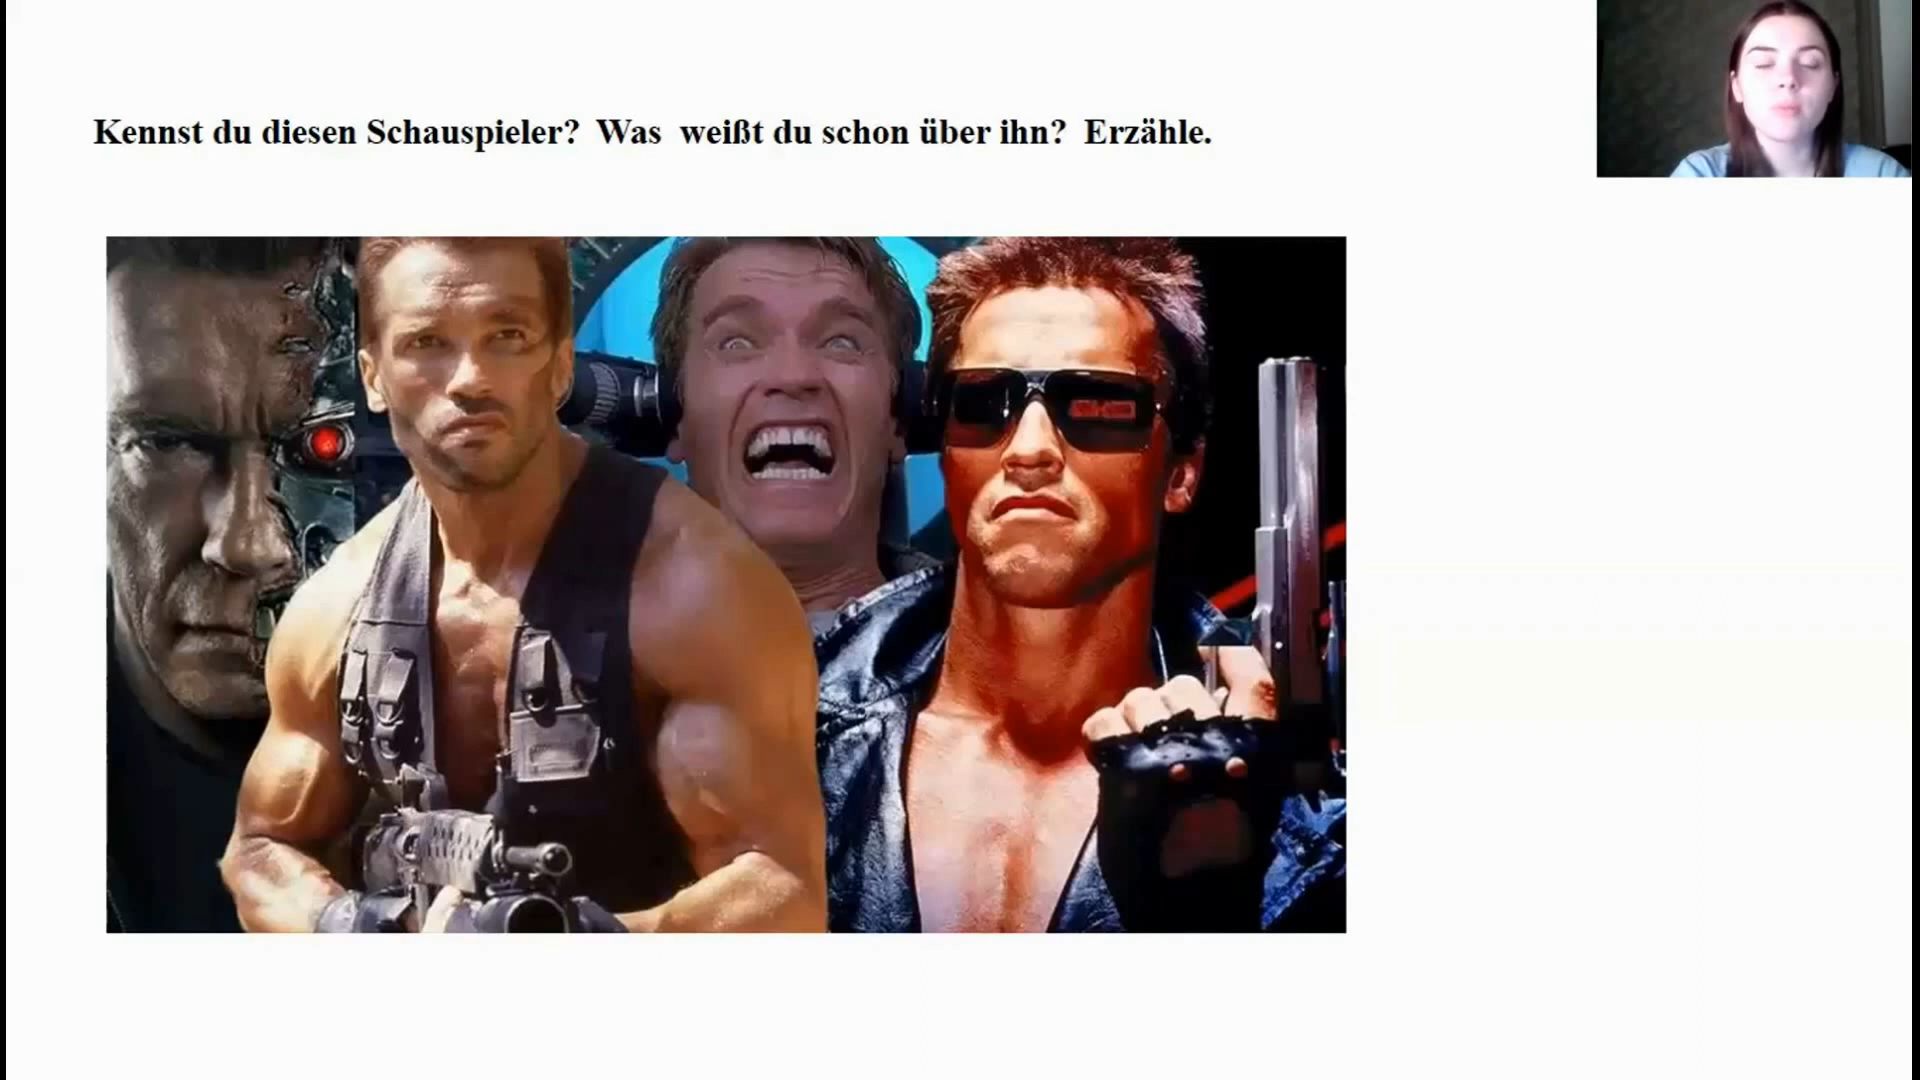 Kennst du diesen Schauspieler? Was weißt du schon über ihn? Erzähle.